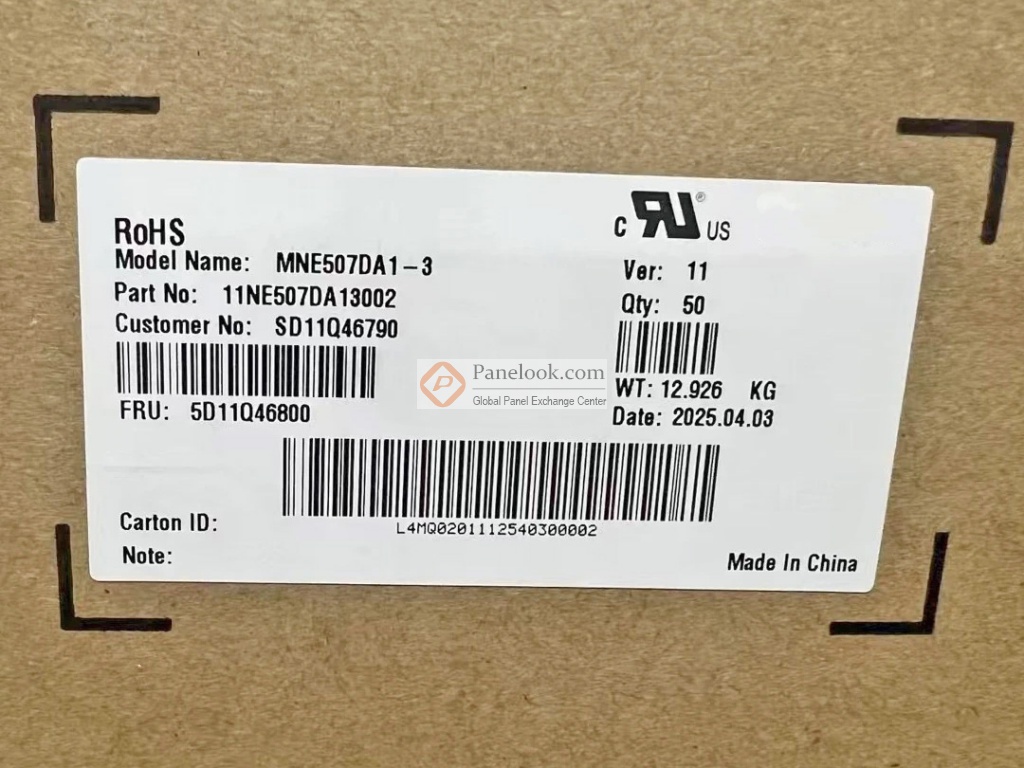 RoHS
C RU ® US
Model Name: MNE507DA1-3
Ver: 11
Part No: 11NE507DA13002
Qty: 50
Customer No: SD11Q46790
WT: 12.926 KG
FRU: 5D11Q46800
Date: 2025.04.03
Panelook.com
Global Panel Exchange Center
Carton ID:
L4MQ0201112540300002
Note:
Made In China